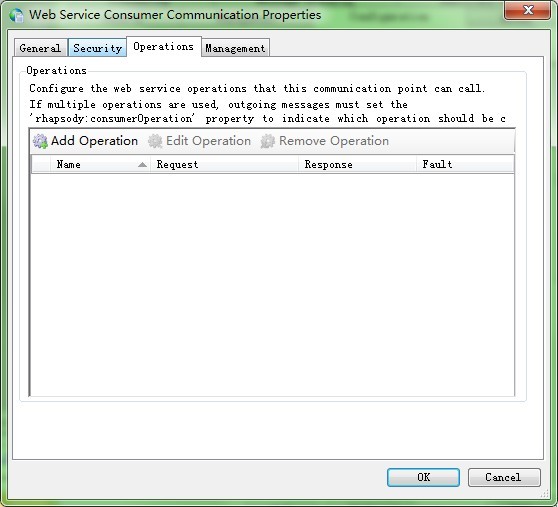 Web Service Consumer Communication Properties
General Security Operations Management
Operations
Configure the web service operations that this communication point can call.
If multiple operations are used, outgoing messages must set the
'rhapsody:consumerOperation' property to indicate which operation should be c
Add Operation Edit Operation Remove Operation
Name Request Response Fault
OK Cancel